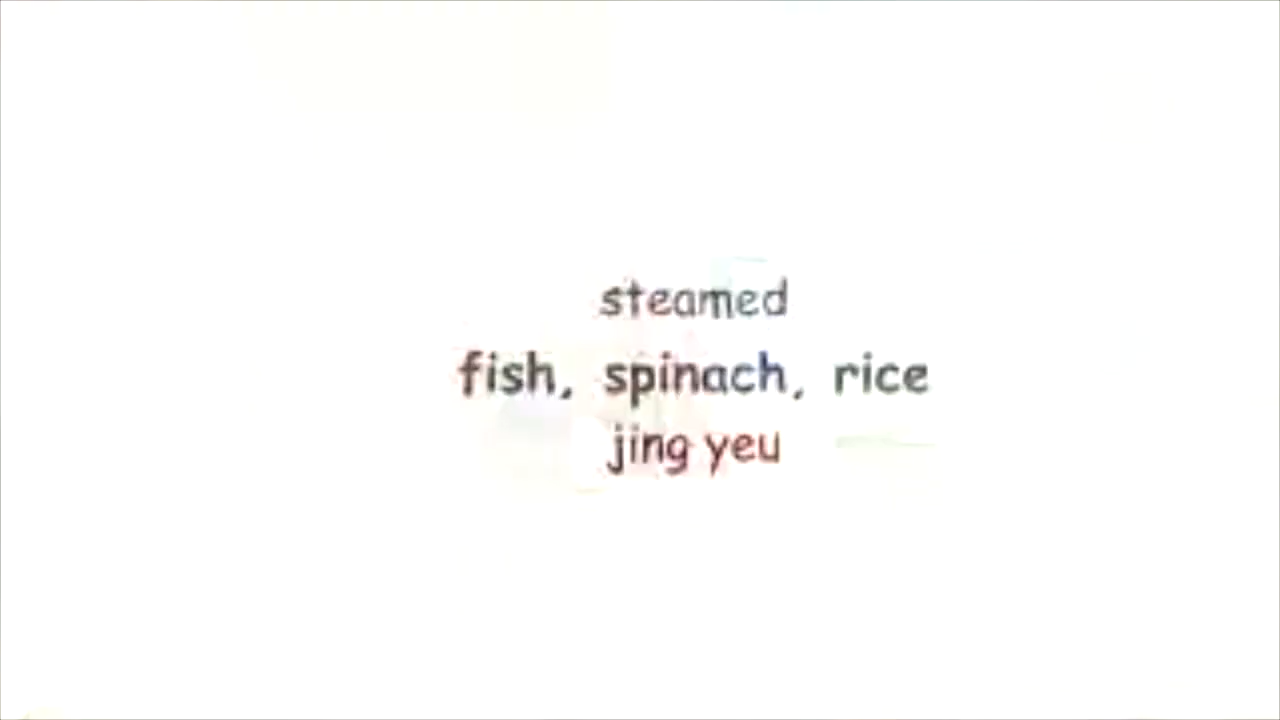 steamed
fish, spinach, rice
jing yeu